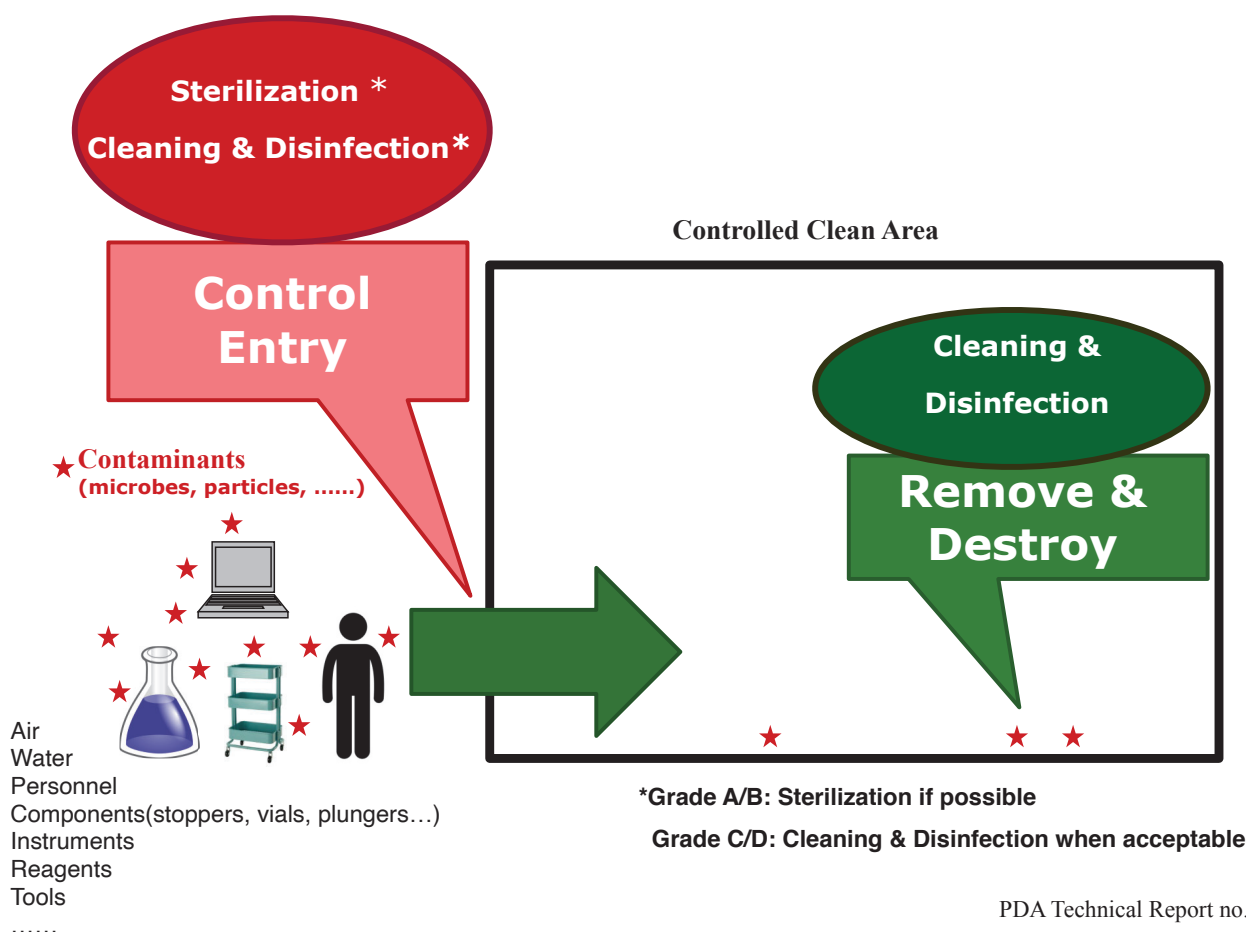 Sterilization *
Cleaning & Disinfection*
Control
Entry
Contaminants
(microbes, particles, ......)
Air
Water
Personnel
Components(stoppers, vials, plungers…)
Instruments
Reagents
Tools
……
Controlled Clean Area
Cleaning &
Disinfection
Remove &
Destroy
*Grade A/B: Sterilization if possible
Grade C/D: Cleaning & Disinfection when acceptable
PDA Technical Report no.